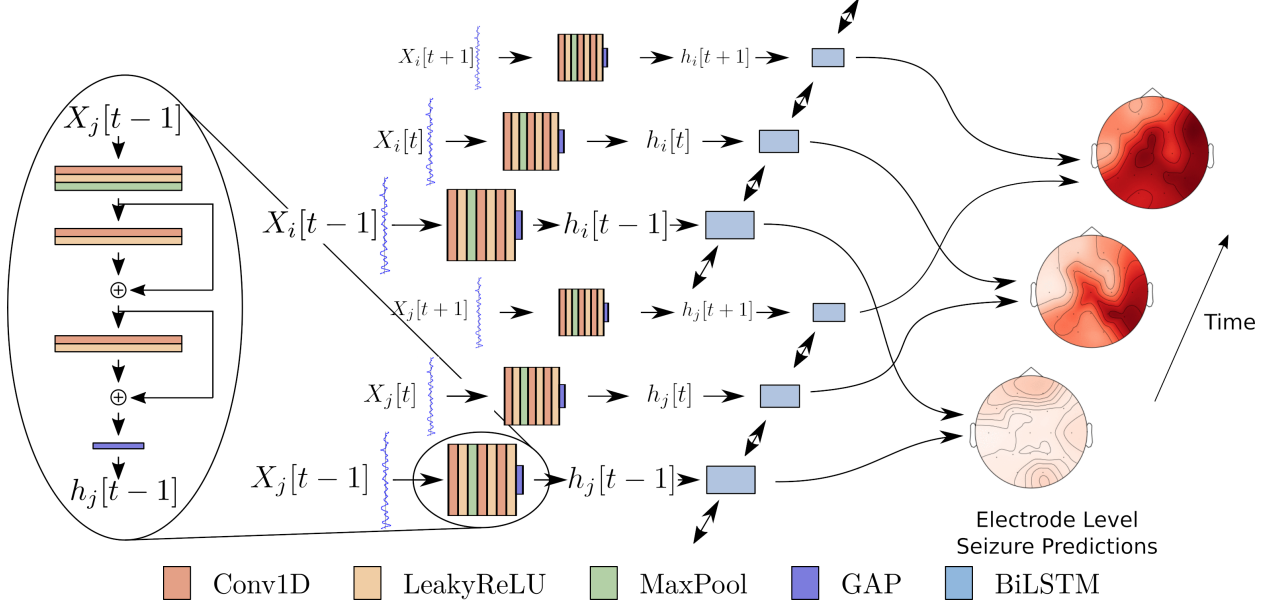 X_i[t+1]
h_i[t+1]
X_j[t−1]
X_i[t]
h_i[t]
X_i[t−1]
h_i[t−1]
X_j[t+1]
h_j[t+1]
Time
X_j[t]
h_j[t]
X_j[t−1]
h_j[t−1]
h_j[t−1]
Electrode Level
Seizure Predictions
Conv1D LeakyReLU MaxPool GAP BiLSTM